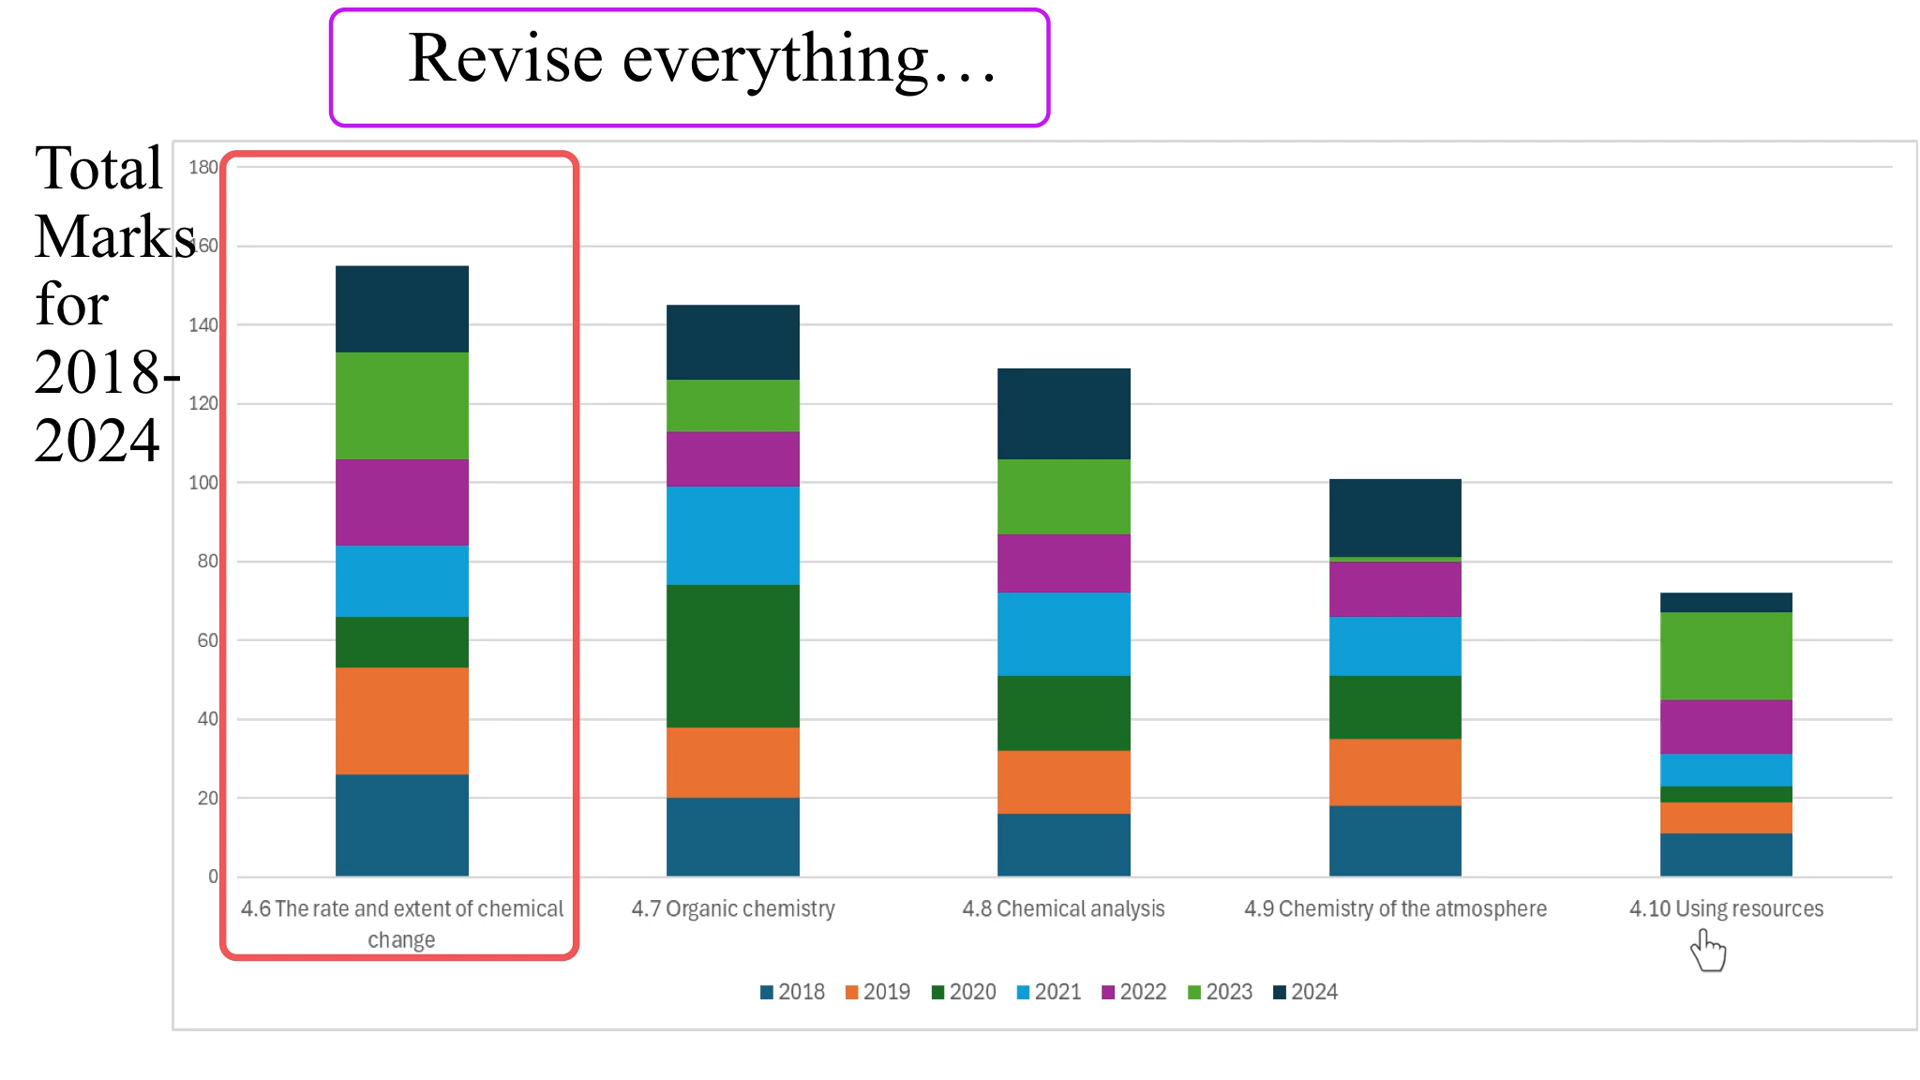 Revise everything…
Total
Marks
for
2018-
2024
180
160
140
120
100
80
60
40
20
0
4.6 The rate and extent of chemical
change
4.7 Organic chemistry
4.8 Chemical analysis
4.9 Chemistry of the atmosphere
4.10 Using resources
2018 2019 2020 2021 2022 2023 2024